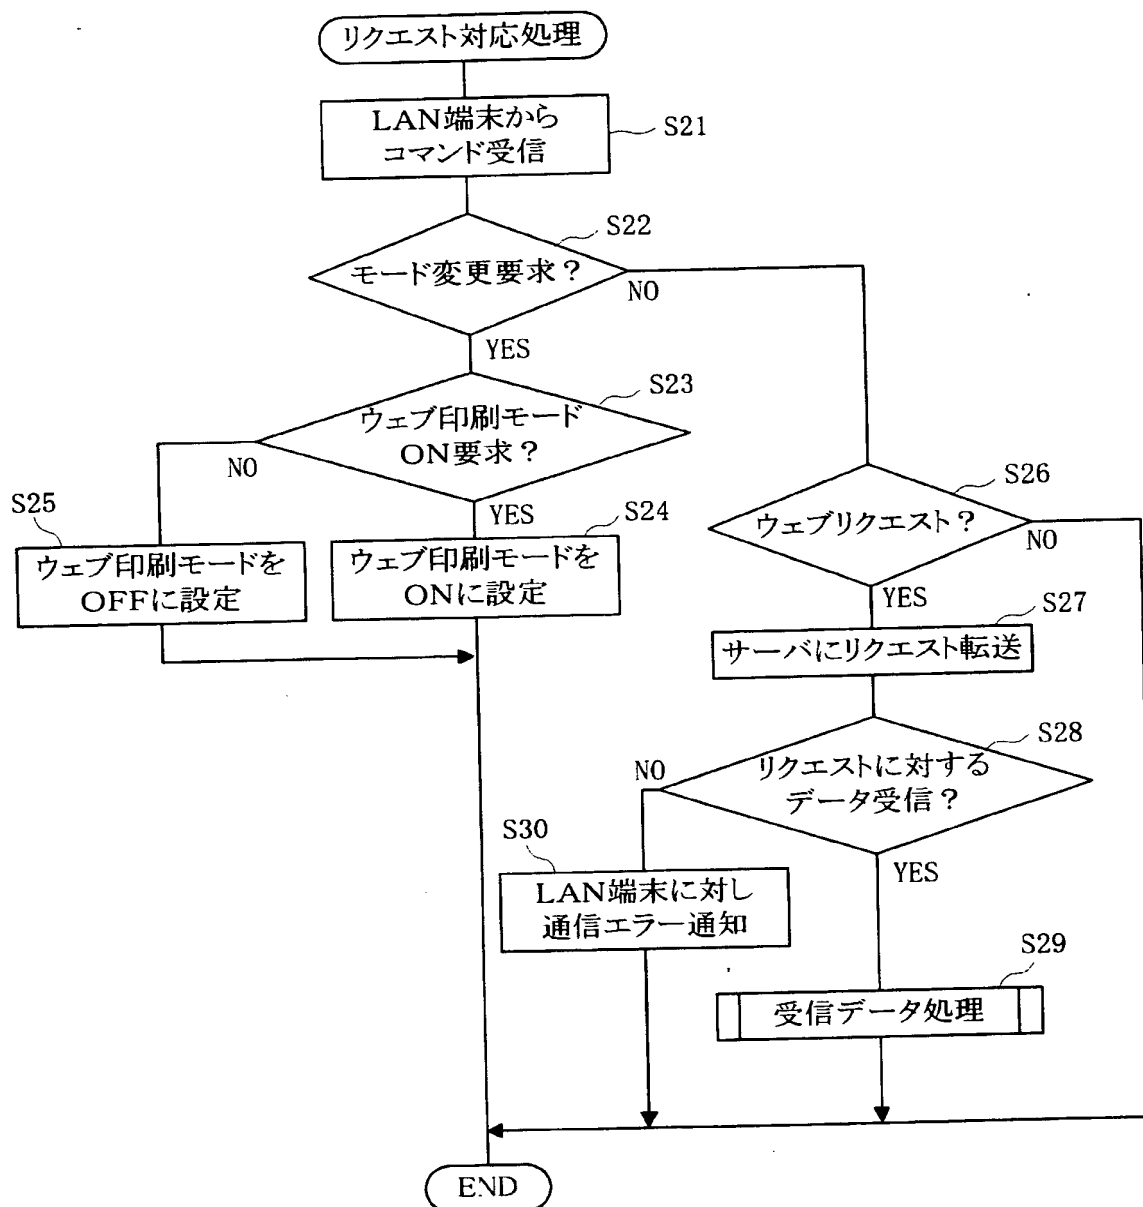 リクエスト対応処理
LAN端末から
コマンド受信
S21
S22
モード変更要求？
NO
YES
S23
ウェブ印刷モード
ON要求？
NO
YES
S25
ウェブ印刷モードを
OFFに設定
S24
ウェブ印刷モードを
ONに設定
S26
ウェブリクエスト？
NO
YES
S27
サーバにリクエスト転送
S28
リクエストに対する
データ受信？
NO
YES
S30
LAN端末に対し
通信エラー通知
S29
受信データ処理
END